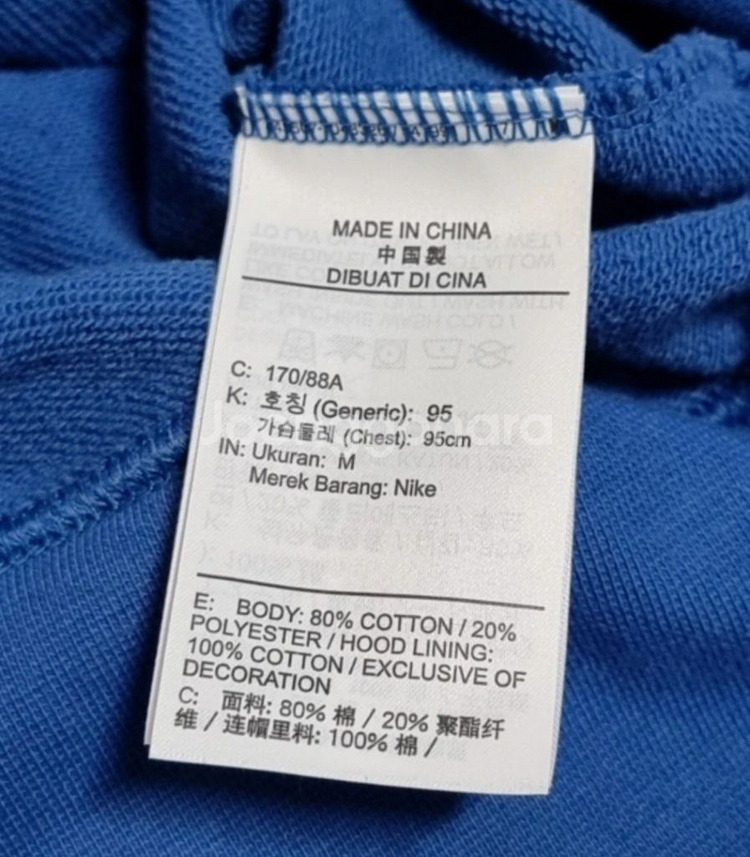 MADE IN CHINA
中国製
DIBUAT DI CINA
C: 170/88A
K: 호칭 (Generic): 95
가슴둘레 (Chest): 95cm
IN: Ukuran: M
Merek Barang: Nike
E: BODY: 80% COTTON / 20%
POLYESTER / HOOD LINING:
100% COTTON / EXCLUSIVE OF
DECORATION
C: 面料: 80% 棉 / 20% 聚酯纤
维 / 连帽里料: 100% 棉 /